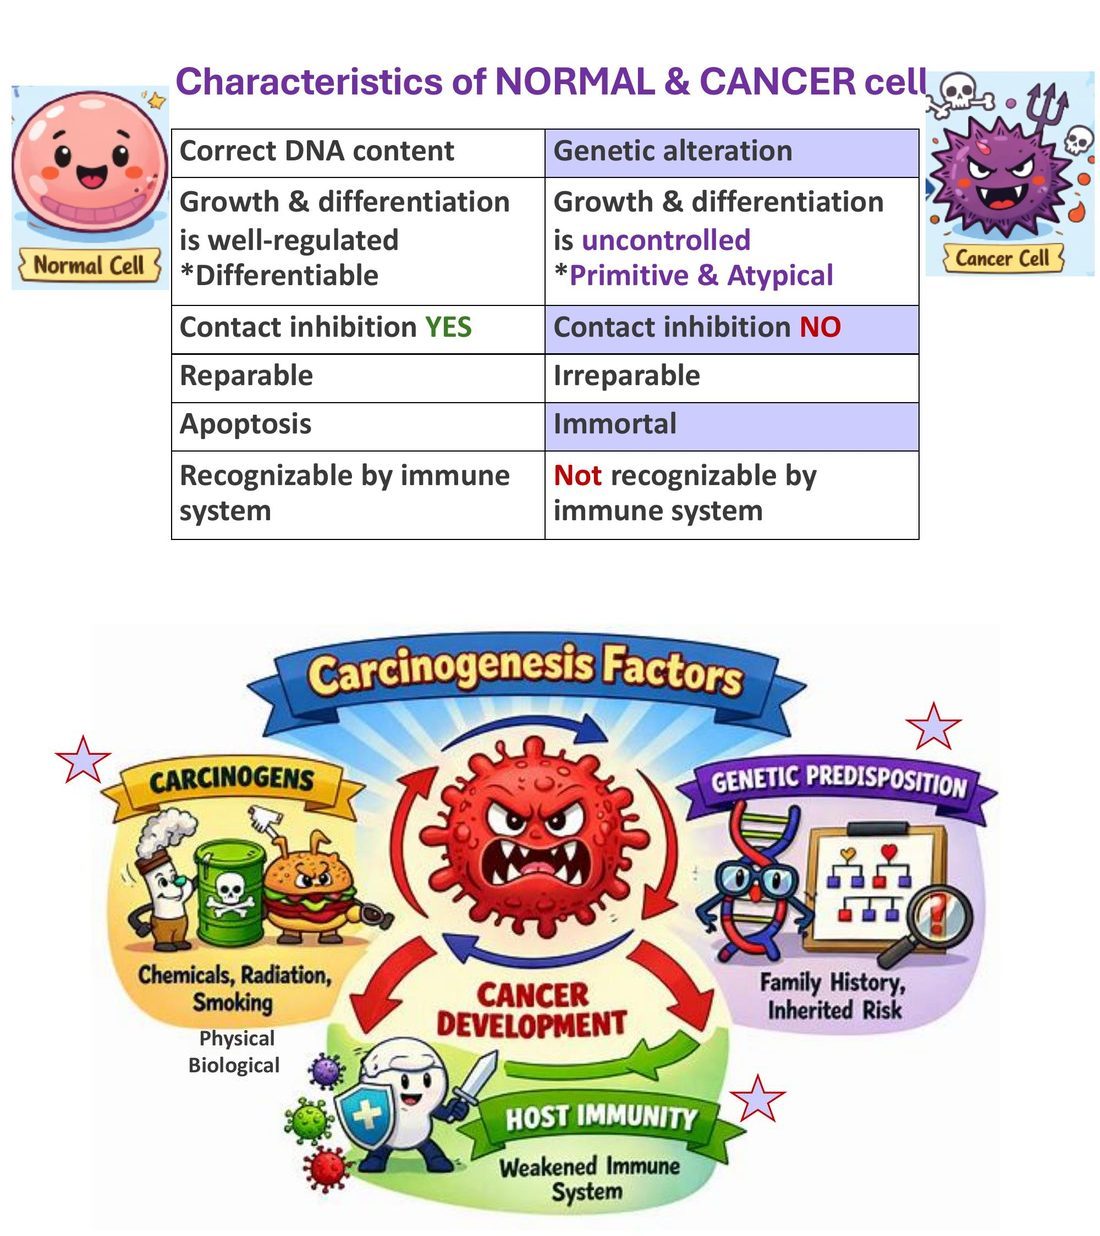 Characteristics of NORMAL & CANCER cell
Normal Cell
Cancer Cell
Correct DNA content
Genetic alteration
Growth & differentiation
is well-regulated
*Differentiable
Growth & differentiation
is uncontrolled
*Primitive & Atypical
Contact inhibition YES
Contact inhibition NO
Reparable
Irreparable
Apoptosis
Immortal
Recognizable by immune
system
Not recognizable by
immune system
Carcinogenesis Factors
CARCINOGENS
Chemicals, Radiation,
Smoking
Physical
Biological
GENETIC PREDISPOSITION
Family History,
Inherited Risk
CANCER
DEVELOPMENT
HOST IMMUNITY
Weakened Immune
System